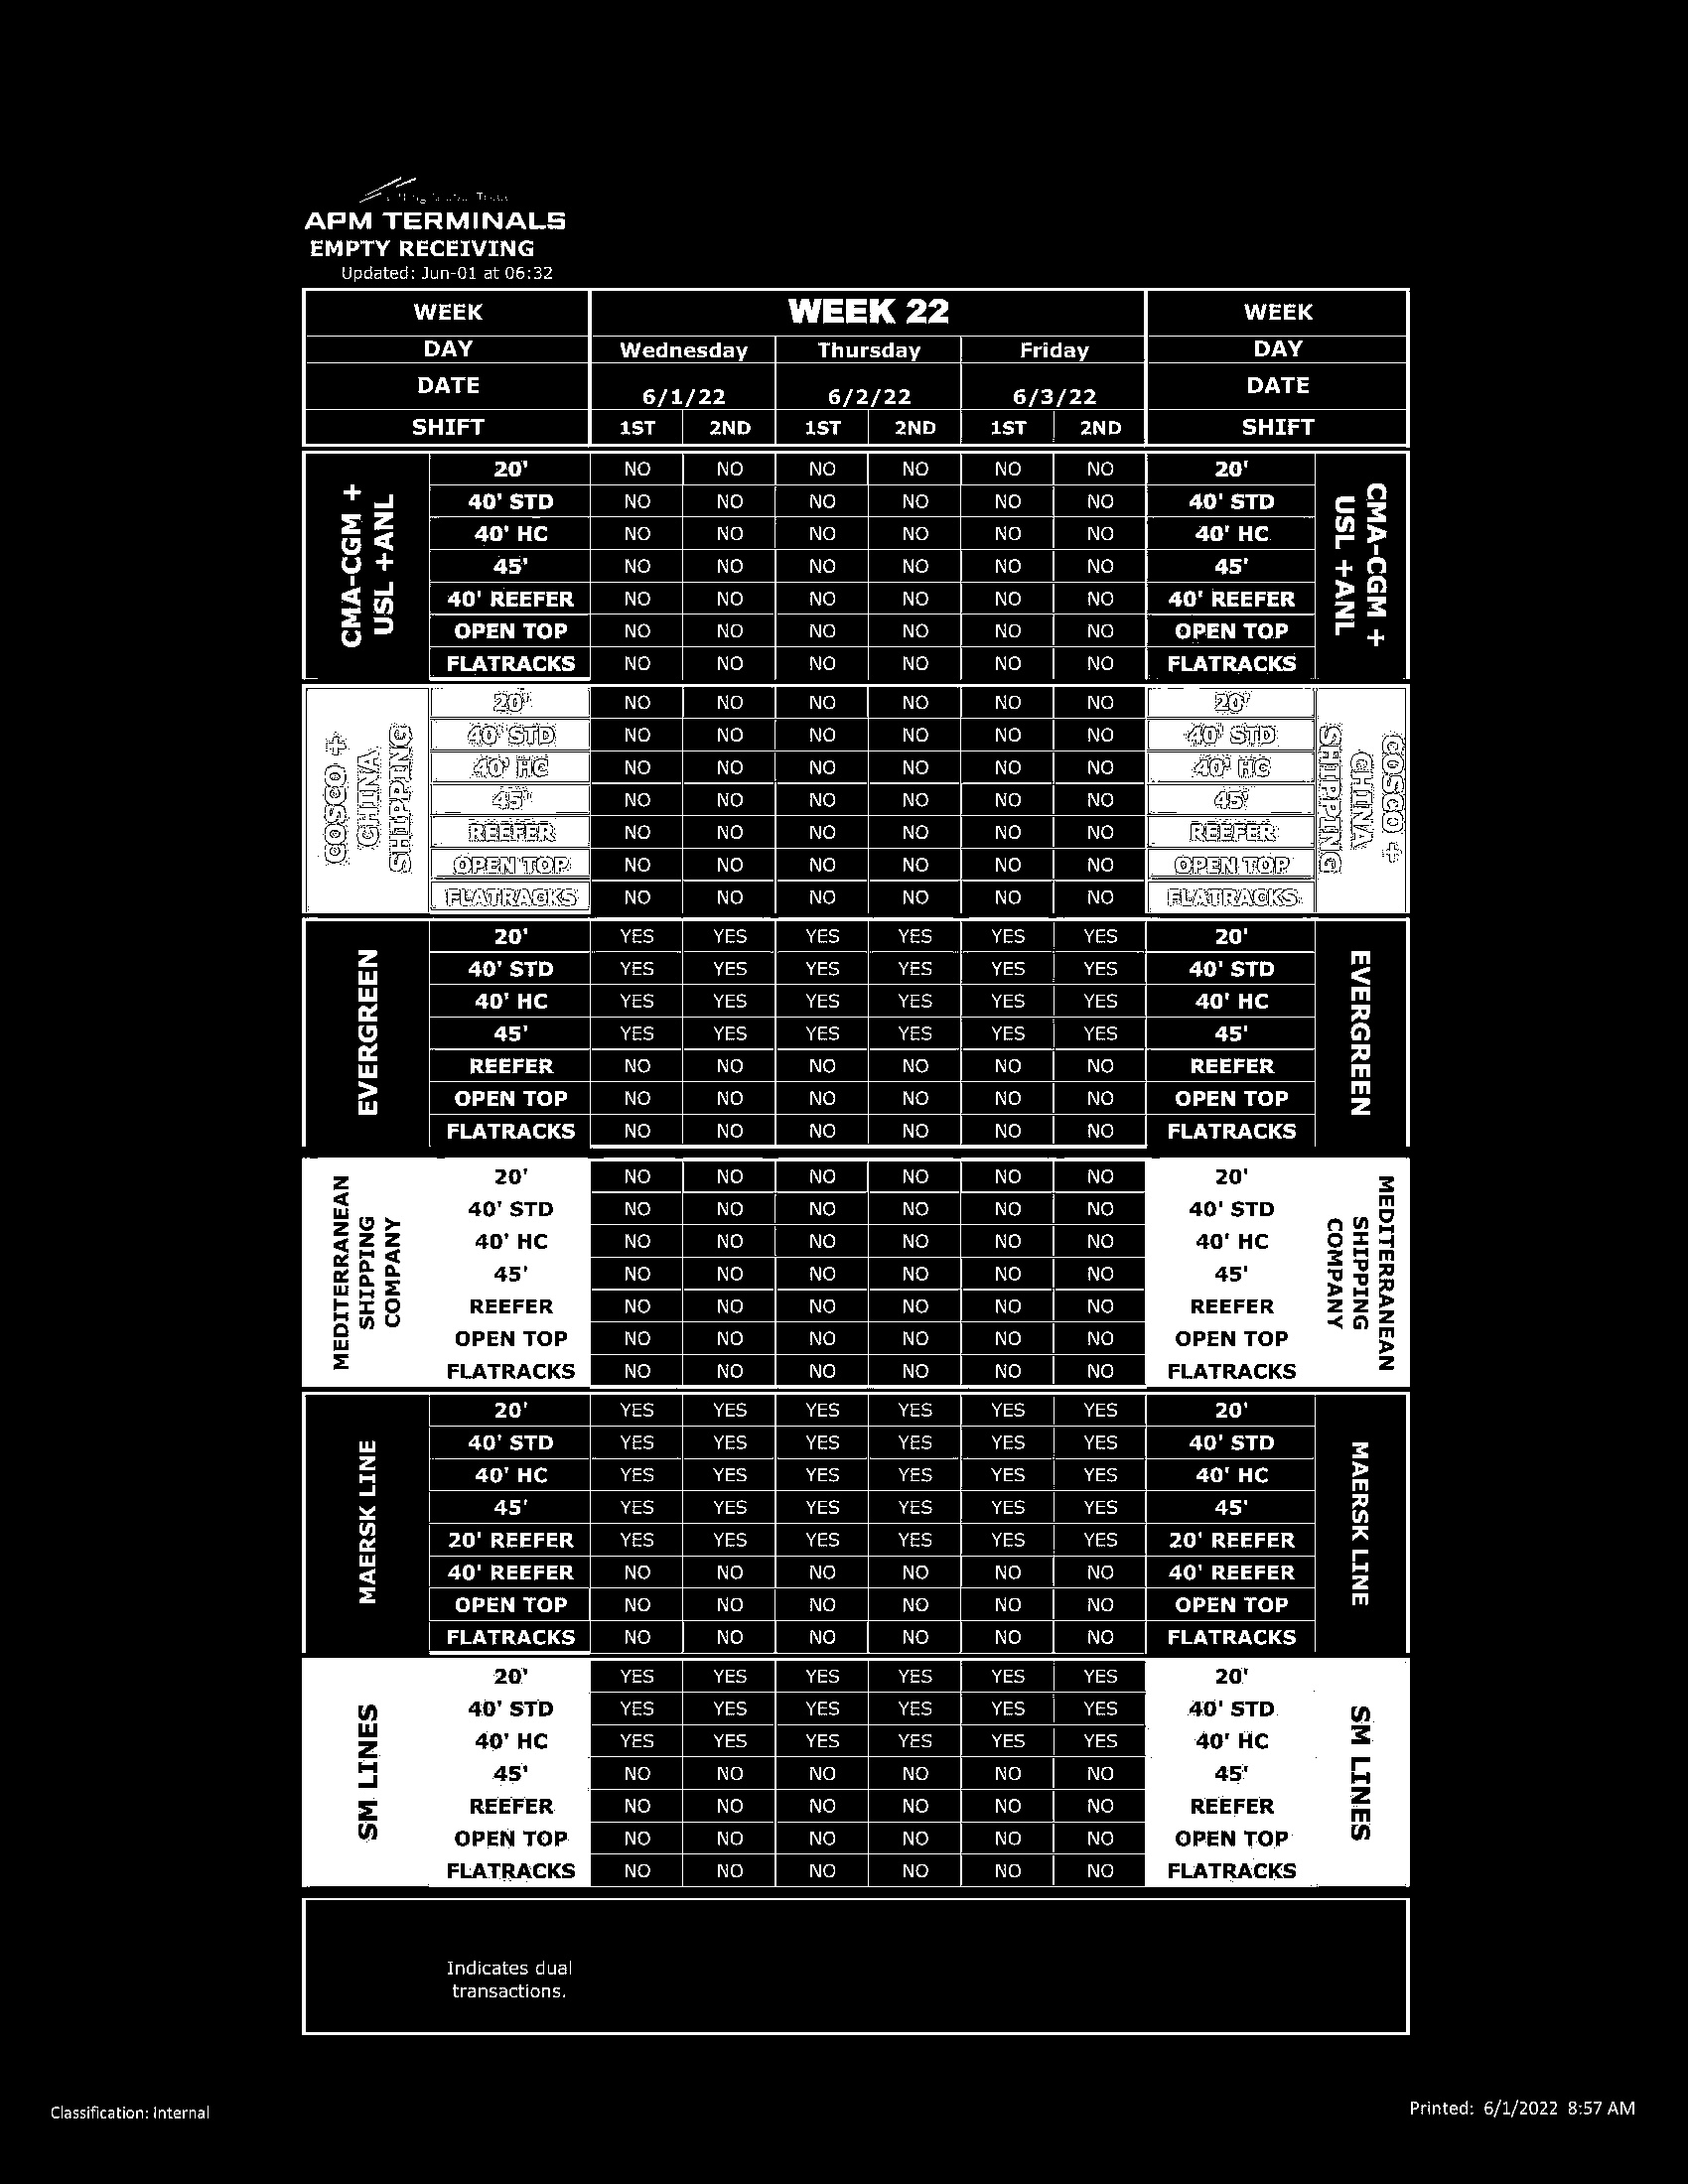 APM TERMINALS
EMPTY RECEIVING
Updated: Jun-01 at 06:32
WEEK WEEK 22 WEEK
DAY Wednesday Thursday Friday DAY
DATE 6/1/22 6/2/22 6/3/22 DATE
SHIFT 1ST 2ND 1ST 2ND 1ST 2ND SHIFT
CMA-CGM +
USL +ANL
20' NO NO NO NO NO NO 20'
40' STD NO NO NO NO NO NO 40' STD
40' HC NO NO NO NO NO NO 40' HC
45' NO NO NO NO NO NO 45'
40' REEFER NO NO NO NO NO NO 40' REEFER
OPEN TOP NO NO NO NO NO NO OPEN TOP
FLATRACKS NO NO NO NO NO NO FLATRACKS
CMA-CGM +
USL +ANL
COSCO +
CHINA
SHIPPING
20' NO NO NO NO NO NO 20'
40' STD NO NO NO NO NO NO 40' STD
40' HC NO NO NO NO NO NO 40' HC
45' NO NO NO NO NO NO 45'
REEFER NO NO NO NO NO NO REEFER
OPEN TOP NO NO NO NO NO NO OPEN TOP
FLATRACKS NO NO NO NO NO NO FLATRACKS
COSCO +
CHINA
SHIPPING
EVERGREEN
20' YES YES YES YES YES YES 20'
40' STD YES YES YES YES YES YES 40' STD
40' HC YES YES YES YES YES YES 40' HC
45' YES YES YES YES YES YES 45'
REEFER NO NO NO NO NO NO REEFER
OPEN TOP NO NO NO NO NO NO OPEN TOP
FLATRACKS NO NO NO NO NO NO FLATRACKS
EVERGREEN
MEDITERRANEAN
SHIPPING
COMPANY
20' NO NO NO NO NO NO 20'
40' STD NO NO NO NO NO NO 40' STD
40' HC NO NO NO NO NO NO 40' HC
45' NO NO NO NO NO NO 45'
REEFER NO NO NO NO NO NO REEFER
OPEN TOP NO NO NO NO NO NO OPEN TOP
FLATRACKS NO NO NO NO NO NO FLATRACKS
MEDITERRANEAN
SHIPPING
COMPANY
MAERSK LINE
20' YES YES YES YES YES YES 20'
40' STD YES YES YES YES YES YES 40' STD
40' HC YES YES YES YES YES YES 40' HC
45' YES YES YES YES YES YES 45'
20' REEFER YES YES YES YES YES YES 20' REEFER
40' REEFER NO NO NO NO NO NO 40' REEFER
OPEN TOP NO NO NO NO NO NO OPEN TOP
FLATRACKS NO NO NO NO NO NO FLATRACKS
MAERSK LINE
SM LINES
20' YES YES YES YES YES YES 20'
40' STD YES YES YES YES YES YES 40' STD
40' HC YES YES YES YES YES YES 40' HC
45' NO NO NO NO NO NO 45'
REEFER NO NO NO NO NO NO REEFER
OPEN TOP NO NO NO NO NO NO OPEN TOP
FLATRACKS NO NO NO NO NO NO FLATRACKS
SM LINES
Indicates dual
transactions.
Classification: Internal
Printed: 6/1/2022 8:57 AM